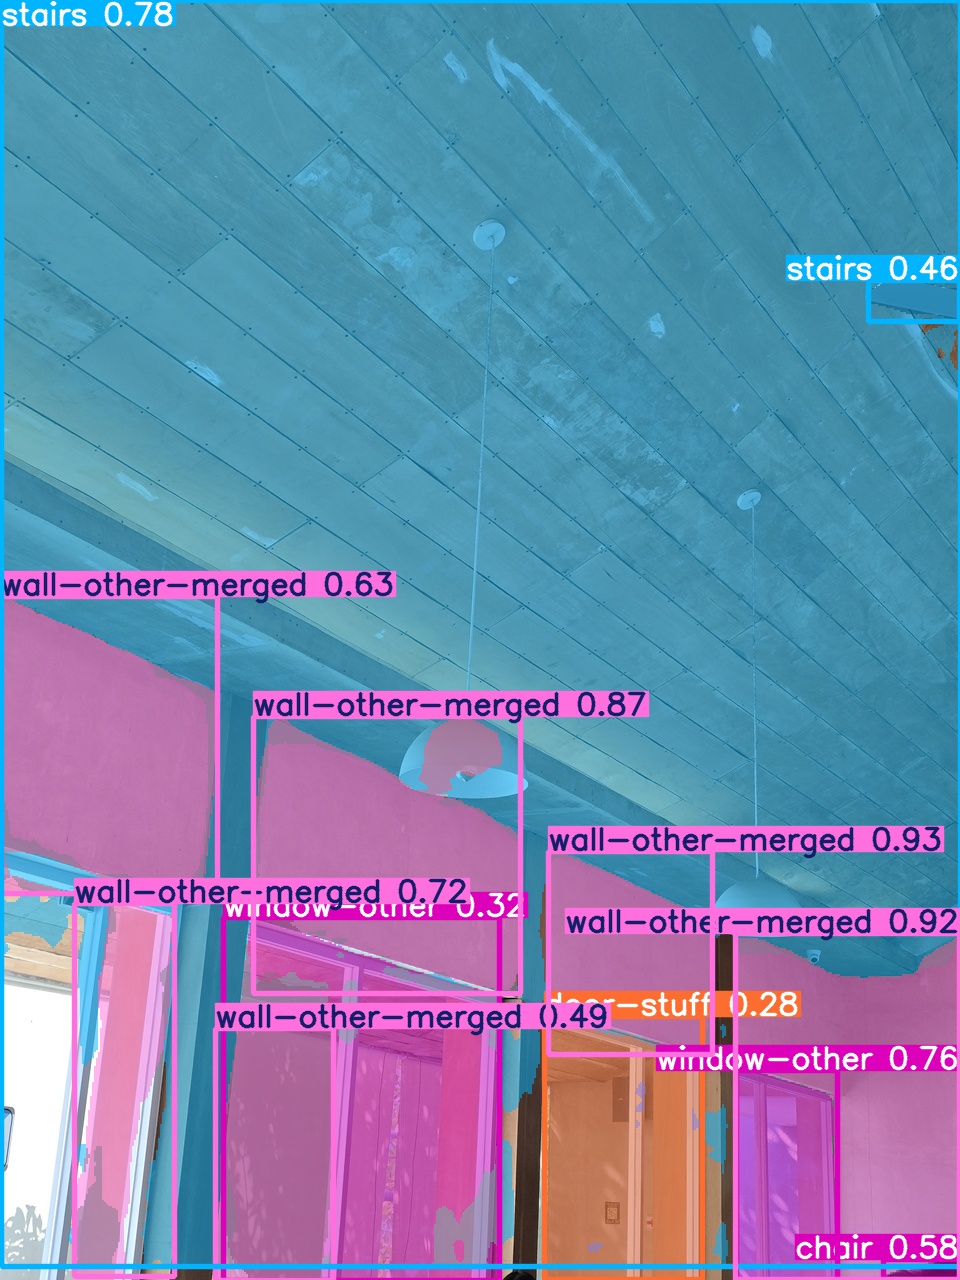 stairs 0.78
stairs 0.46
wall-other-merged 0.63
wall-other-merged 0.87
wall-other-merged 0.93
wall-other-merged 0.72
window-other 0.32
wall-other-merged 0.92
door-stuff 0.28
wall-other-merged 0.49
window-other 0.76
chair 0.58